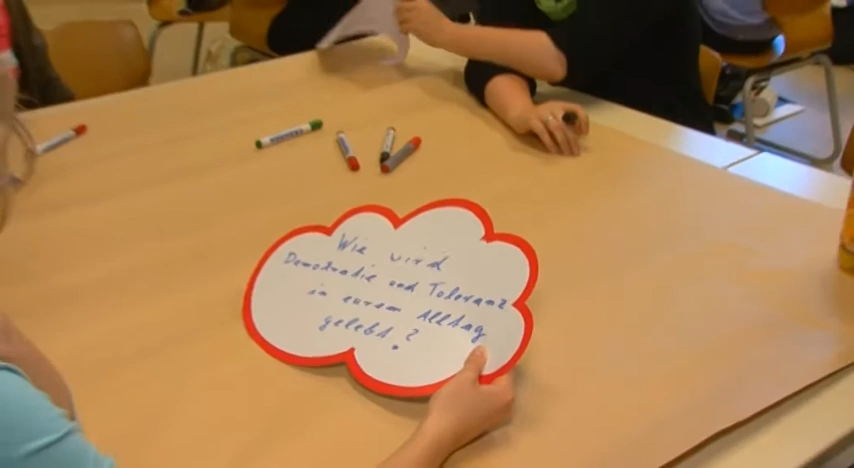 Wie wird
Demokratie und Toleranz
in eurem Alltag
gelebt?